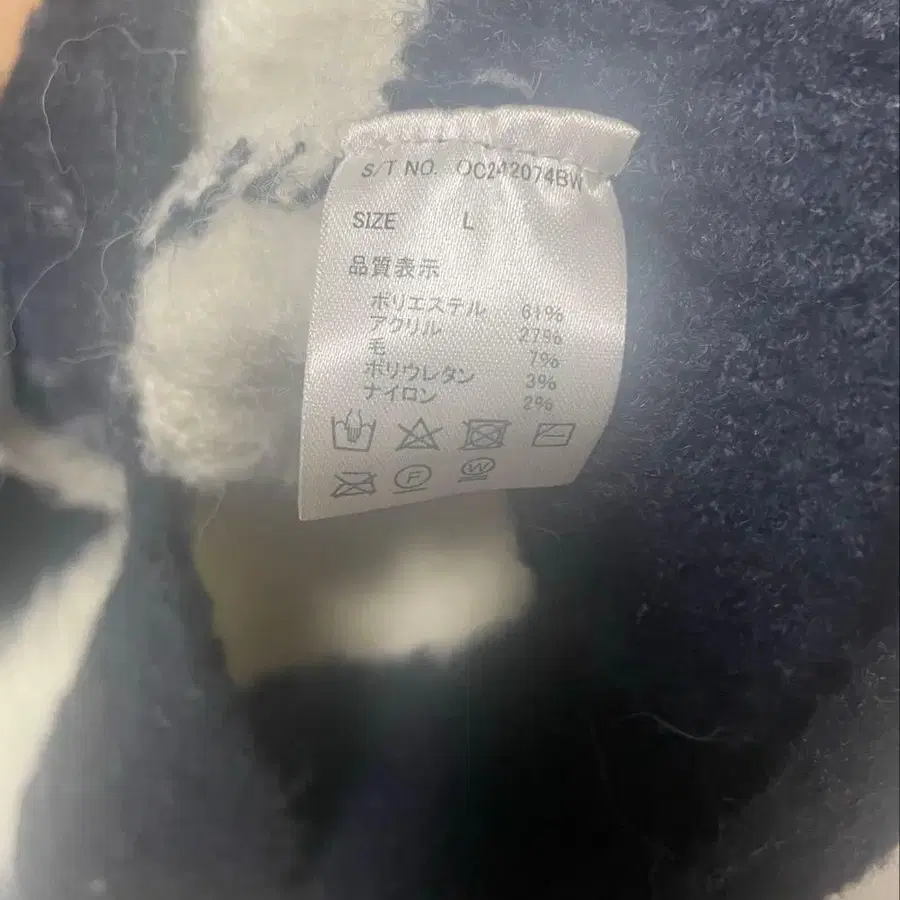 S/T NO. OC242074BW
SIZE L
品質表示
ポリエステル 61%
アクリル 27%
毛 7%
ポリウレタン 3%
ナイロン 2%
F W